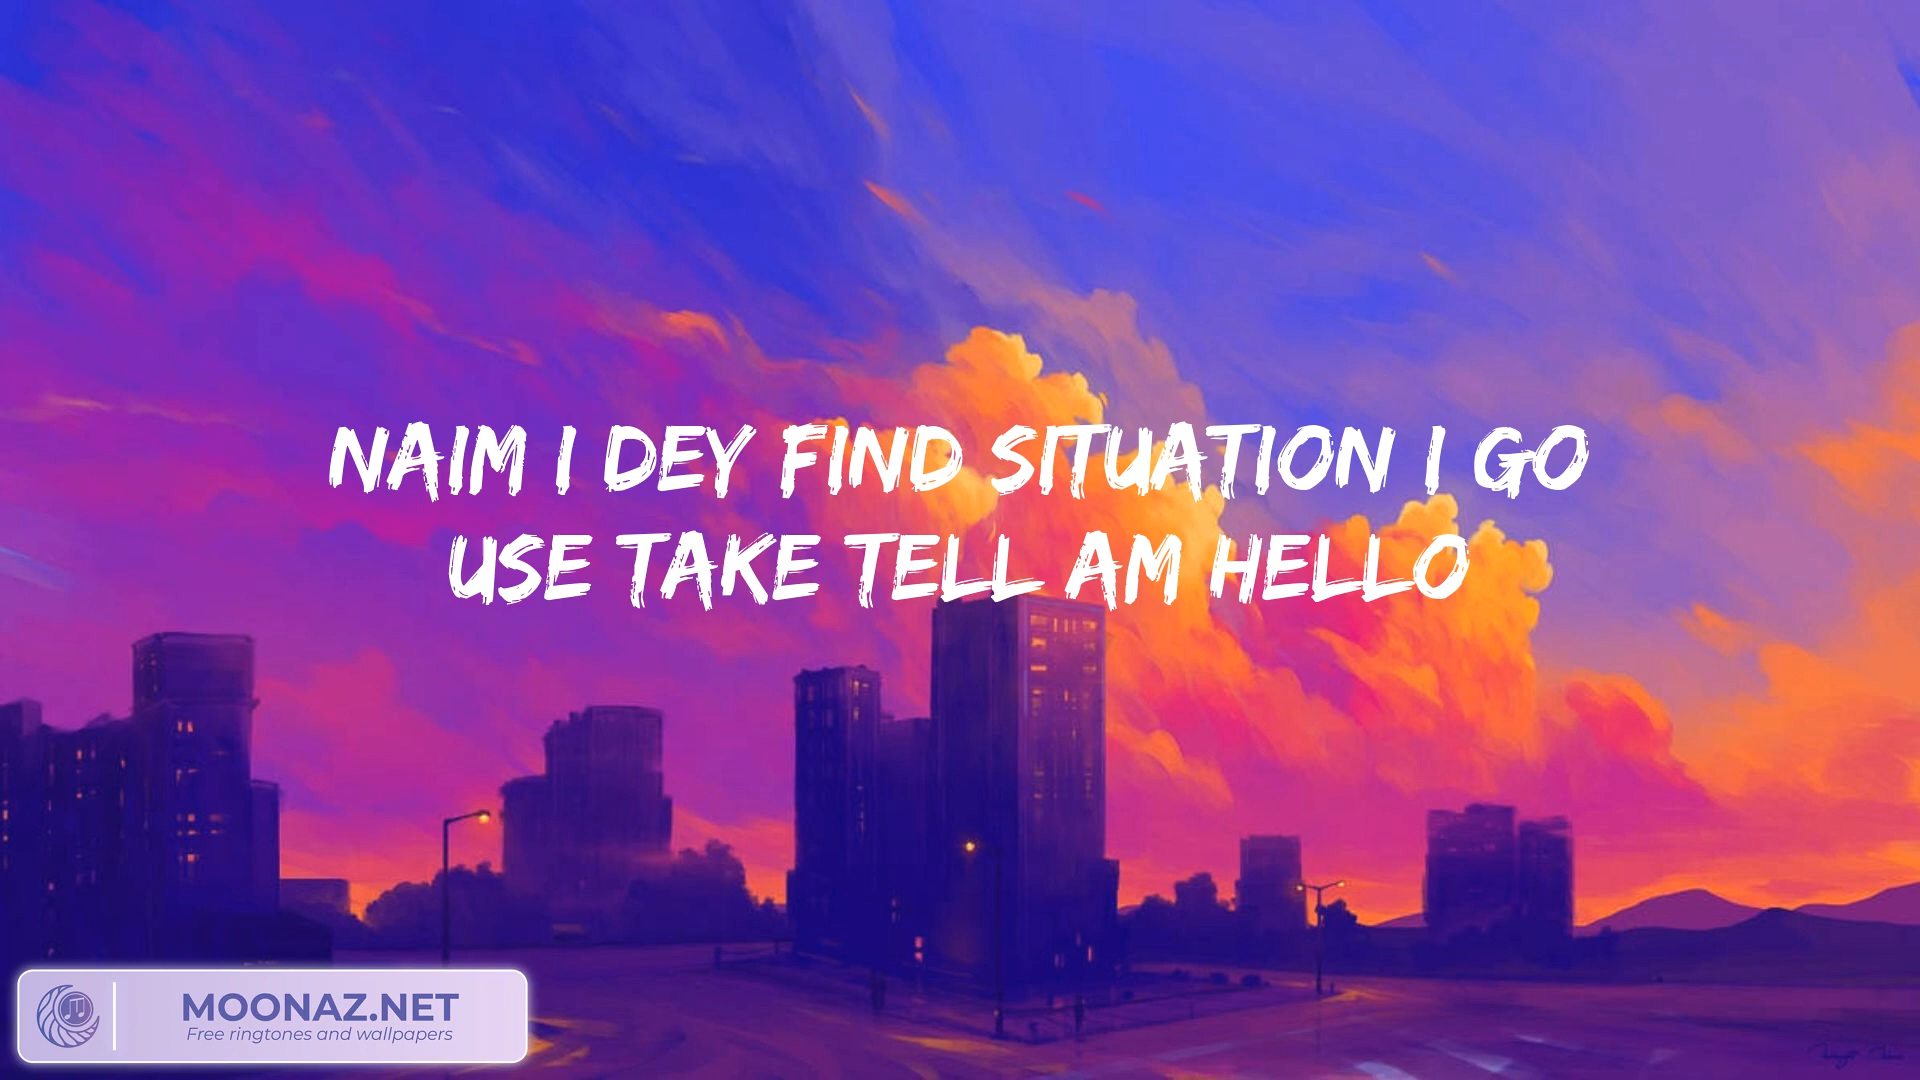 NAIM I DEY FIND SITUATION I GO
USE TAKE TELL AM HELLO
MOONAZ.NET
Free ringtones and wallpapers